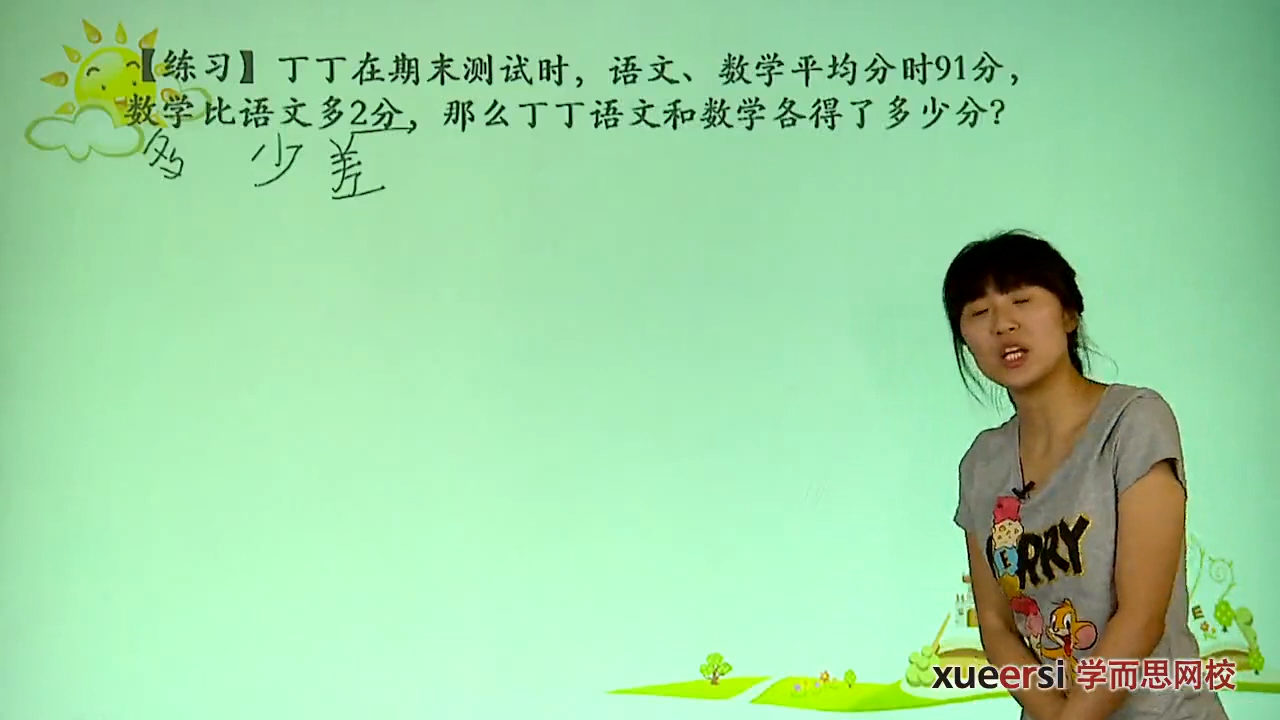 【练习】丁丁在期末测试时，语文、数学平均分时91分，
数学比语文多2分，那么丁丁语文和数学各得了多少分？
多 少 差
ERRY
xueersi 学而思网校